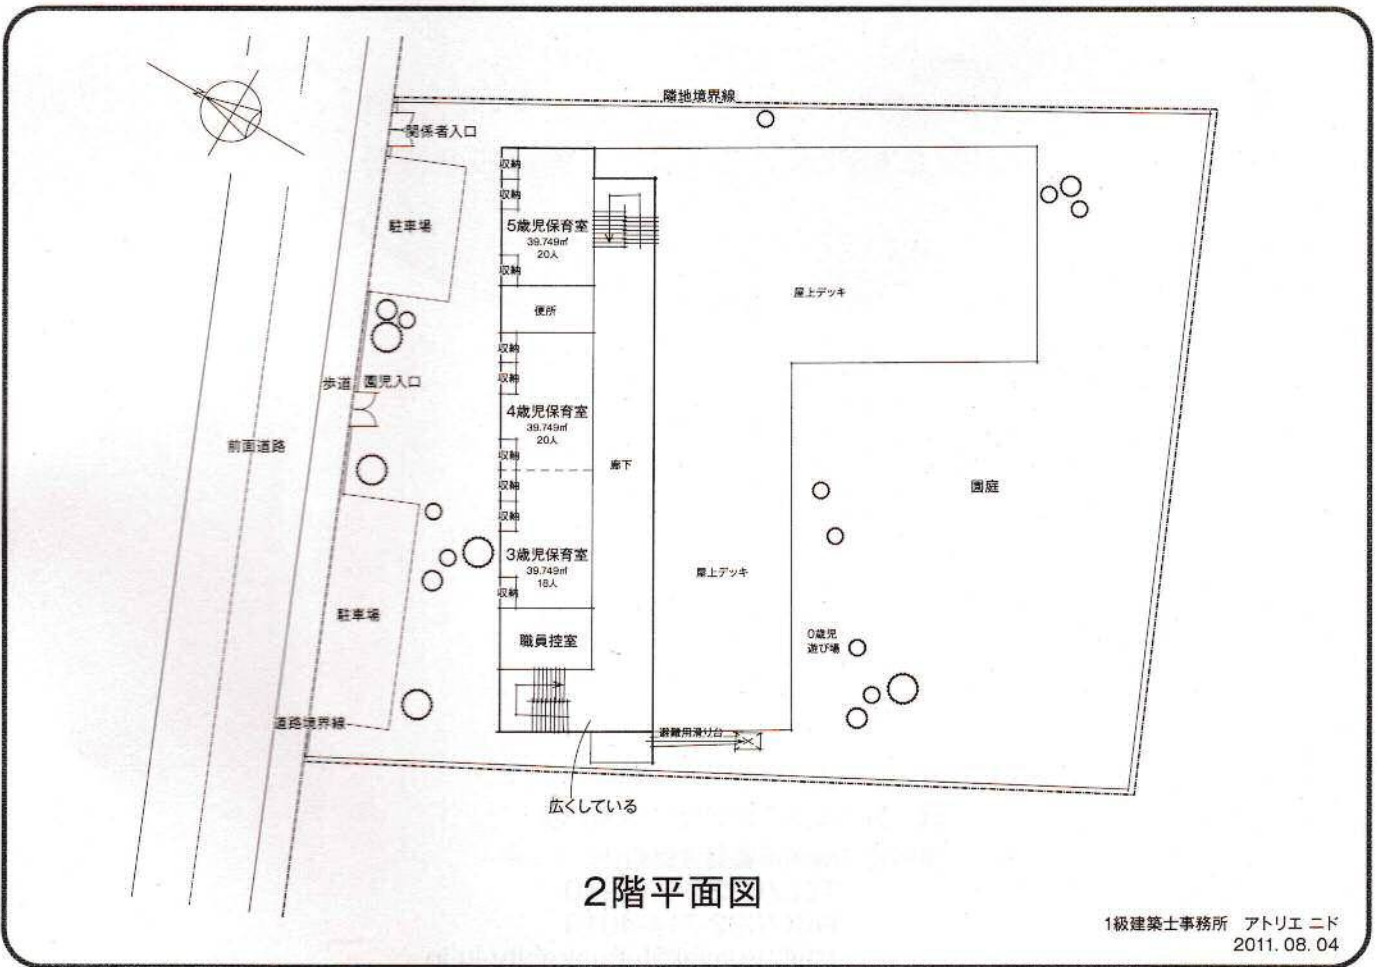 隣地境界線
N
関係者入口
収納
収納
5歳児保育室
39.749㎡
20人
収納
駐車場
便所
屋上デッキ
収納
収納
歩道
園児入口
4歳児保育室
39.749㎡
20人
収納
前面道路
廊下
収納
園庭
収納
3歳児保育室
39.749㎡
18人
収納
屋上デッキ
駐車場
職員控室
0歳児
遊び場
道路境界線
避難用滑り台
広くしている
2階平面図
1級建築士事務所 アトリエ ニド
2011. 08. 04